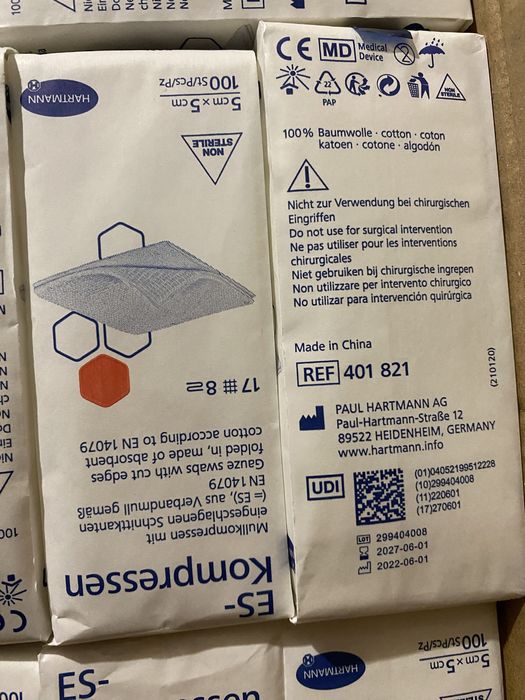 ES-
Kompressen
Mullkompressen mit
eingeschlagenen Schnittkanten
(= ES), aus Verbandmull gemäß
EN 14079
Gauze swabs with cut edges
folded in, made of absorbent
cotton according to EN 14079
17 8
NON
STERILE
5 cm x 5 cm
100 St/Pcs/Pz
HARTMANN
CE MD Medical
Device
22
PAP
NON
STERILE
100% Baumwolle · cotton · coton
katoen · cotone · algodón
Nicht zur Verwendung bei chirurgischen
Eingriffen
Do not use for surgical intervention
Ne pas utiliser pour les interventions
chirurgicales
Niet gebruiken bij chirurgische ingrepen
Non utilizzare per intervento chirurgico
No utilizar para intervención quirúrgica
Made in China
REF 401 821
(210120)
PAUL HARTMANN AG
Paul-Hartmann-Straße 12
89522 HEIDENHEIM, GERMANY
www.hartmann.info
UDI
(01)04052199512228
(10)299404008
(11)220601
(17)270601
LOT 299404008
2027-06-01
2022-06-01
ES-
HARTMANN
5 cm x 5 cm
100 St/Pcs/Pz